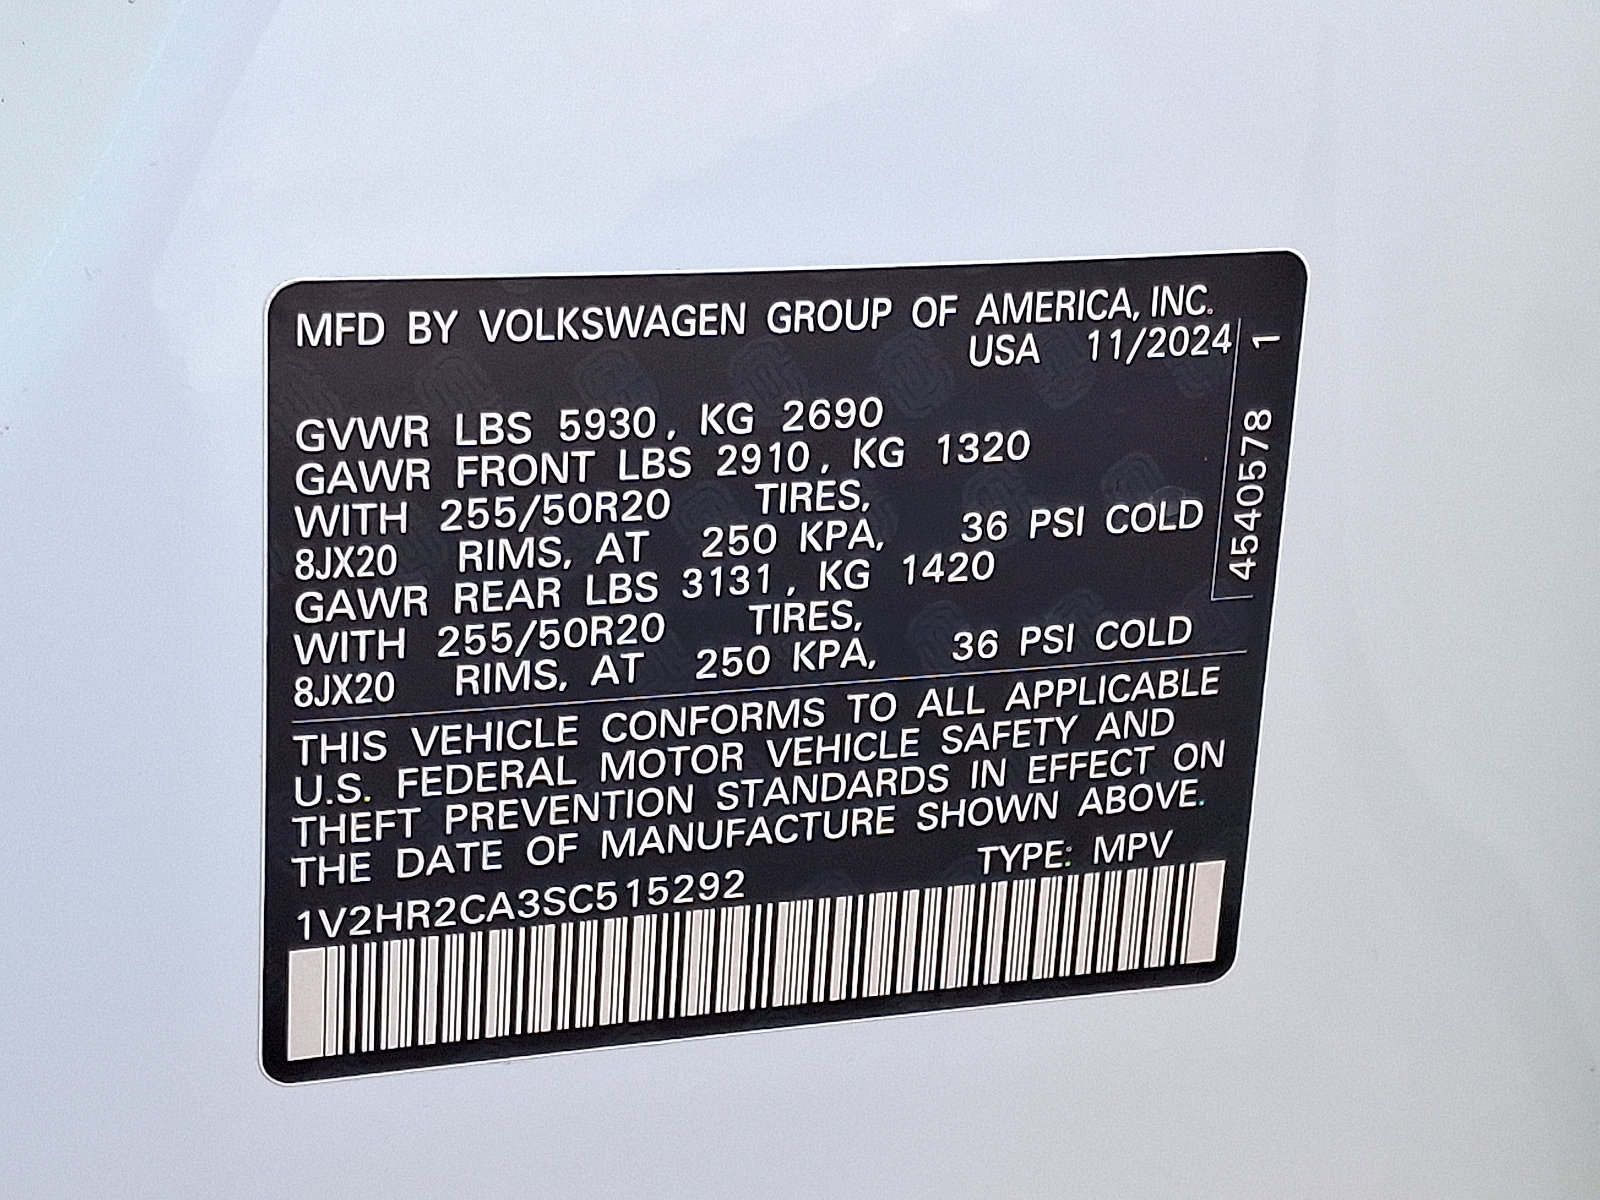 MFD BY VOLKSWAGEN GROUP OF AMERICA, INC.
USA 11/2024
GVWR LBS 5930, KG 2690
GAWR FRONT LBS 2910, KG 1320
WITH 255/50R20 TIRES,
8JX20 RIMS, AT 250 KPA, 36 PSI COLD
GAWR REAR LBS 3131, KG 1420
WITH 255/50R20 TIRES,
8JX20 RIMS, AT 250 KPA, 36 PSI COLD
THIS VEHICLE CONFORMS TO ALL APPLICABLE
U.S. FEDERAL MOTOR VEHICLE SAFETY AND
THEFT PREVENTION STANDARDS IN EFFECT ON
THE DATE OF MANUFACTURE SHOWN ABOVE.
TYPE: MPV
1V2HR2CA3SC515292
4540578 1